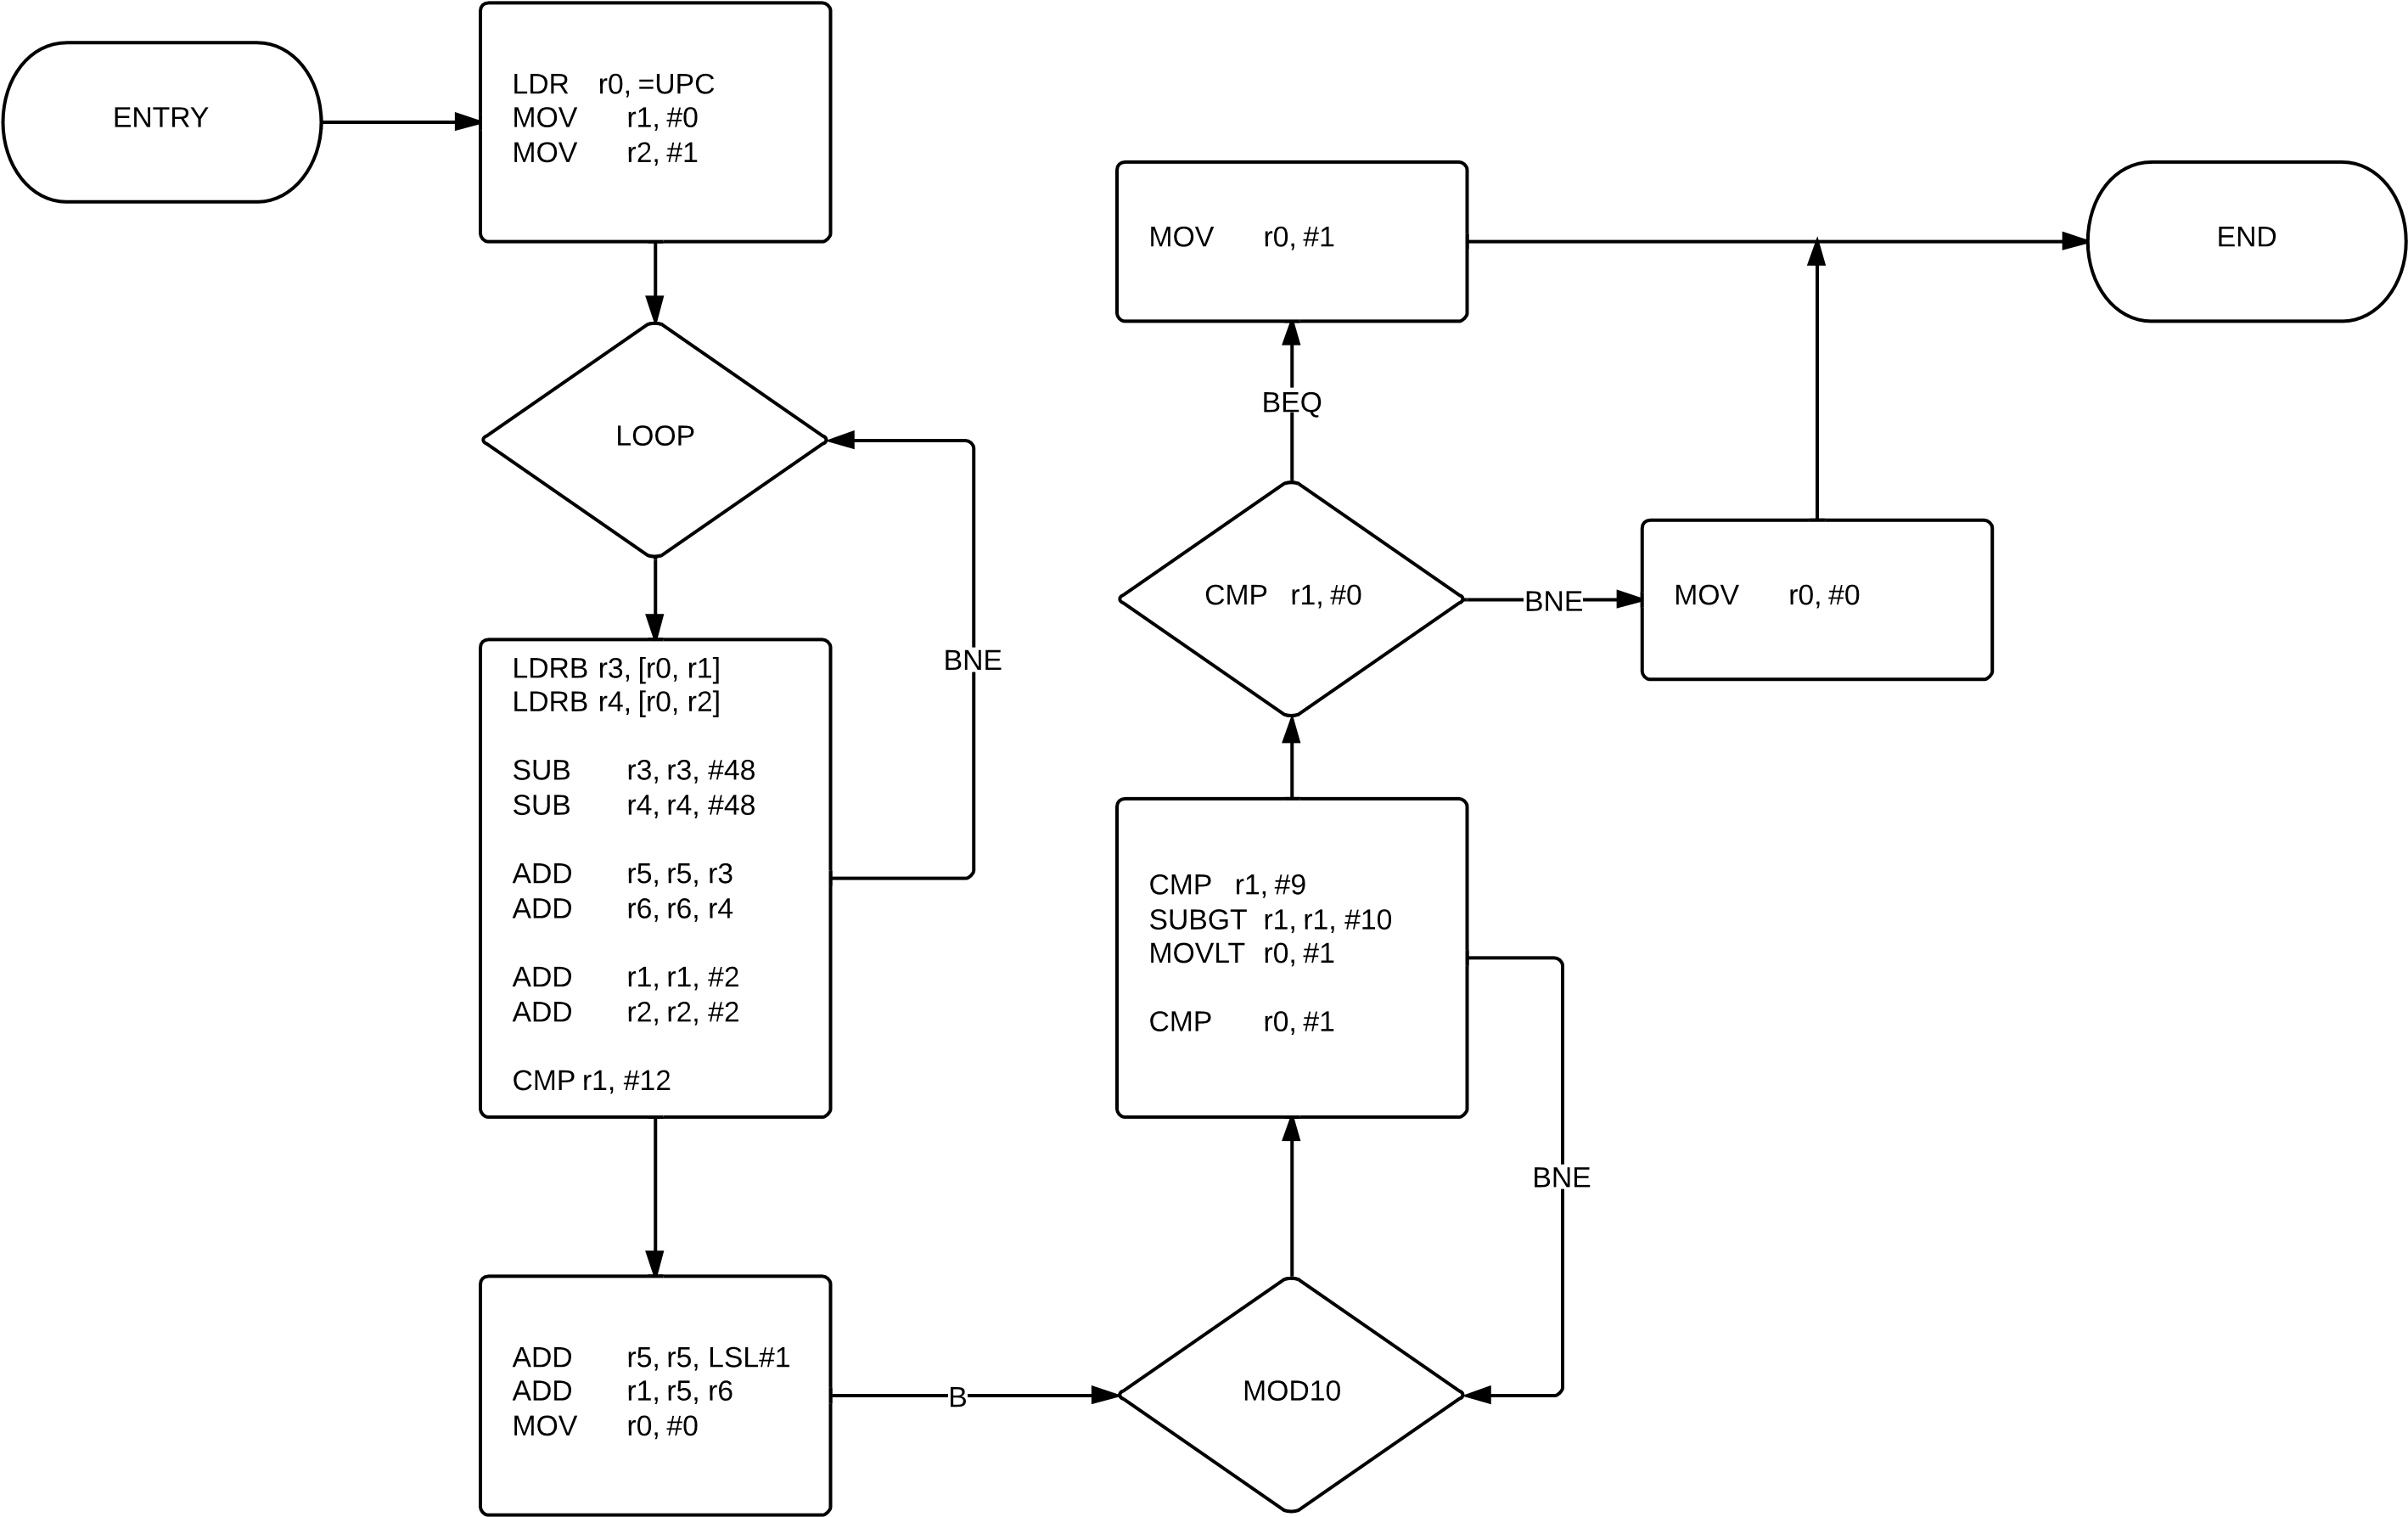 ENTRY
LDR r0, =UPC
MOV r1, #0
MOV r2, #1
LOOP
BNE
LDRB r3, [r0, r1]
LDRB r4, [r0, r2]
SUB r3, r3, #48
SUB r4, r4, #48
ADD r5, r5, r3
ADD r6, r6, r4
ADD r1, r1, #2
ADD r2, r2, #2
CMP r1, #12
ADD r5, r5, LSL#1
ADD r1, r5, r6
MOV r0, #0
B
MOD10
BNE
CMP r1, #9
SUBGT r1, r1, #10
MOVLT r0, #1
CMP r0, #1
CMP r1, #0
BNE
MOV r0, #0
BEQ
MOV r0, #1
END